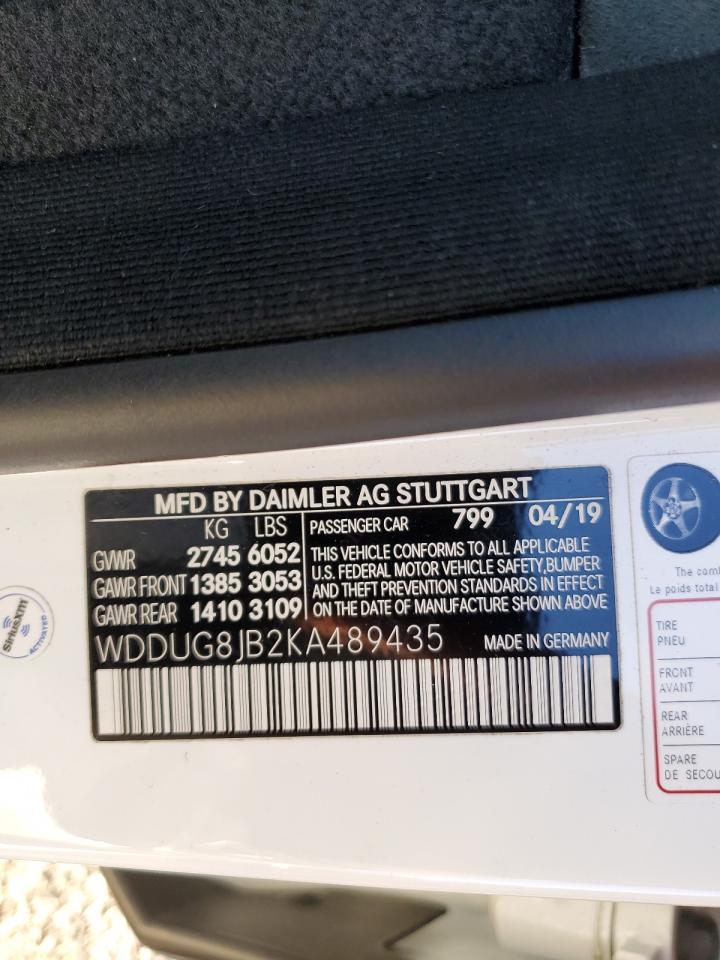 MFD BY DAIMLER AG STUTTGART
KG LBS
PASSENGER CAR 799 04/19
GVWR 2745 6052
GAWR FRONT 1385 3053
GAWR REAR 1410 3109
THIS VEHICLE CONFORMS TO ALL APPLICABLE
U.S. FEDERAL MOTOR VEHICLE SAFETY,BUMPER
AND THEFT PREVENTION STANDARDS IN EFFECT
ON THE DATE OF MANUFACTURE SHOWN ABOVE
WDDUG8JB2KA489435 MADE IN GERMANY
SiriusXM
ACTIVATED
The
Le poids total
TIRE
PNEU
FRONT
AVANT
REAR
ARRIÈRE
SPARE
DE